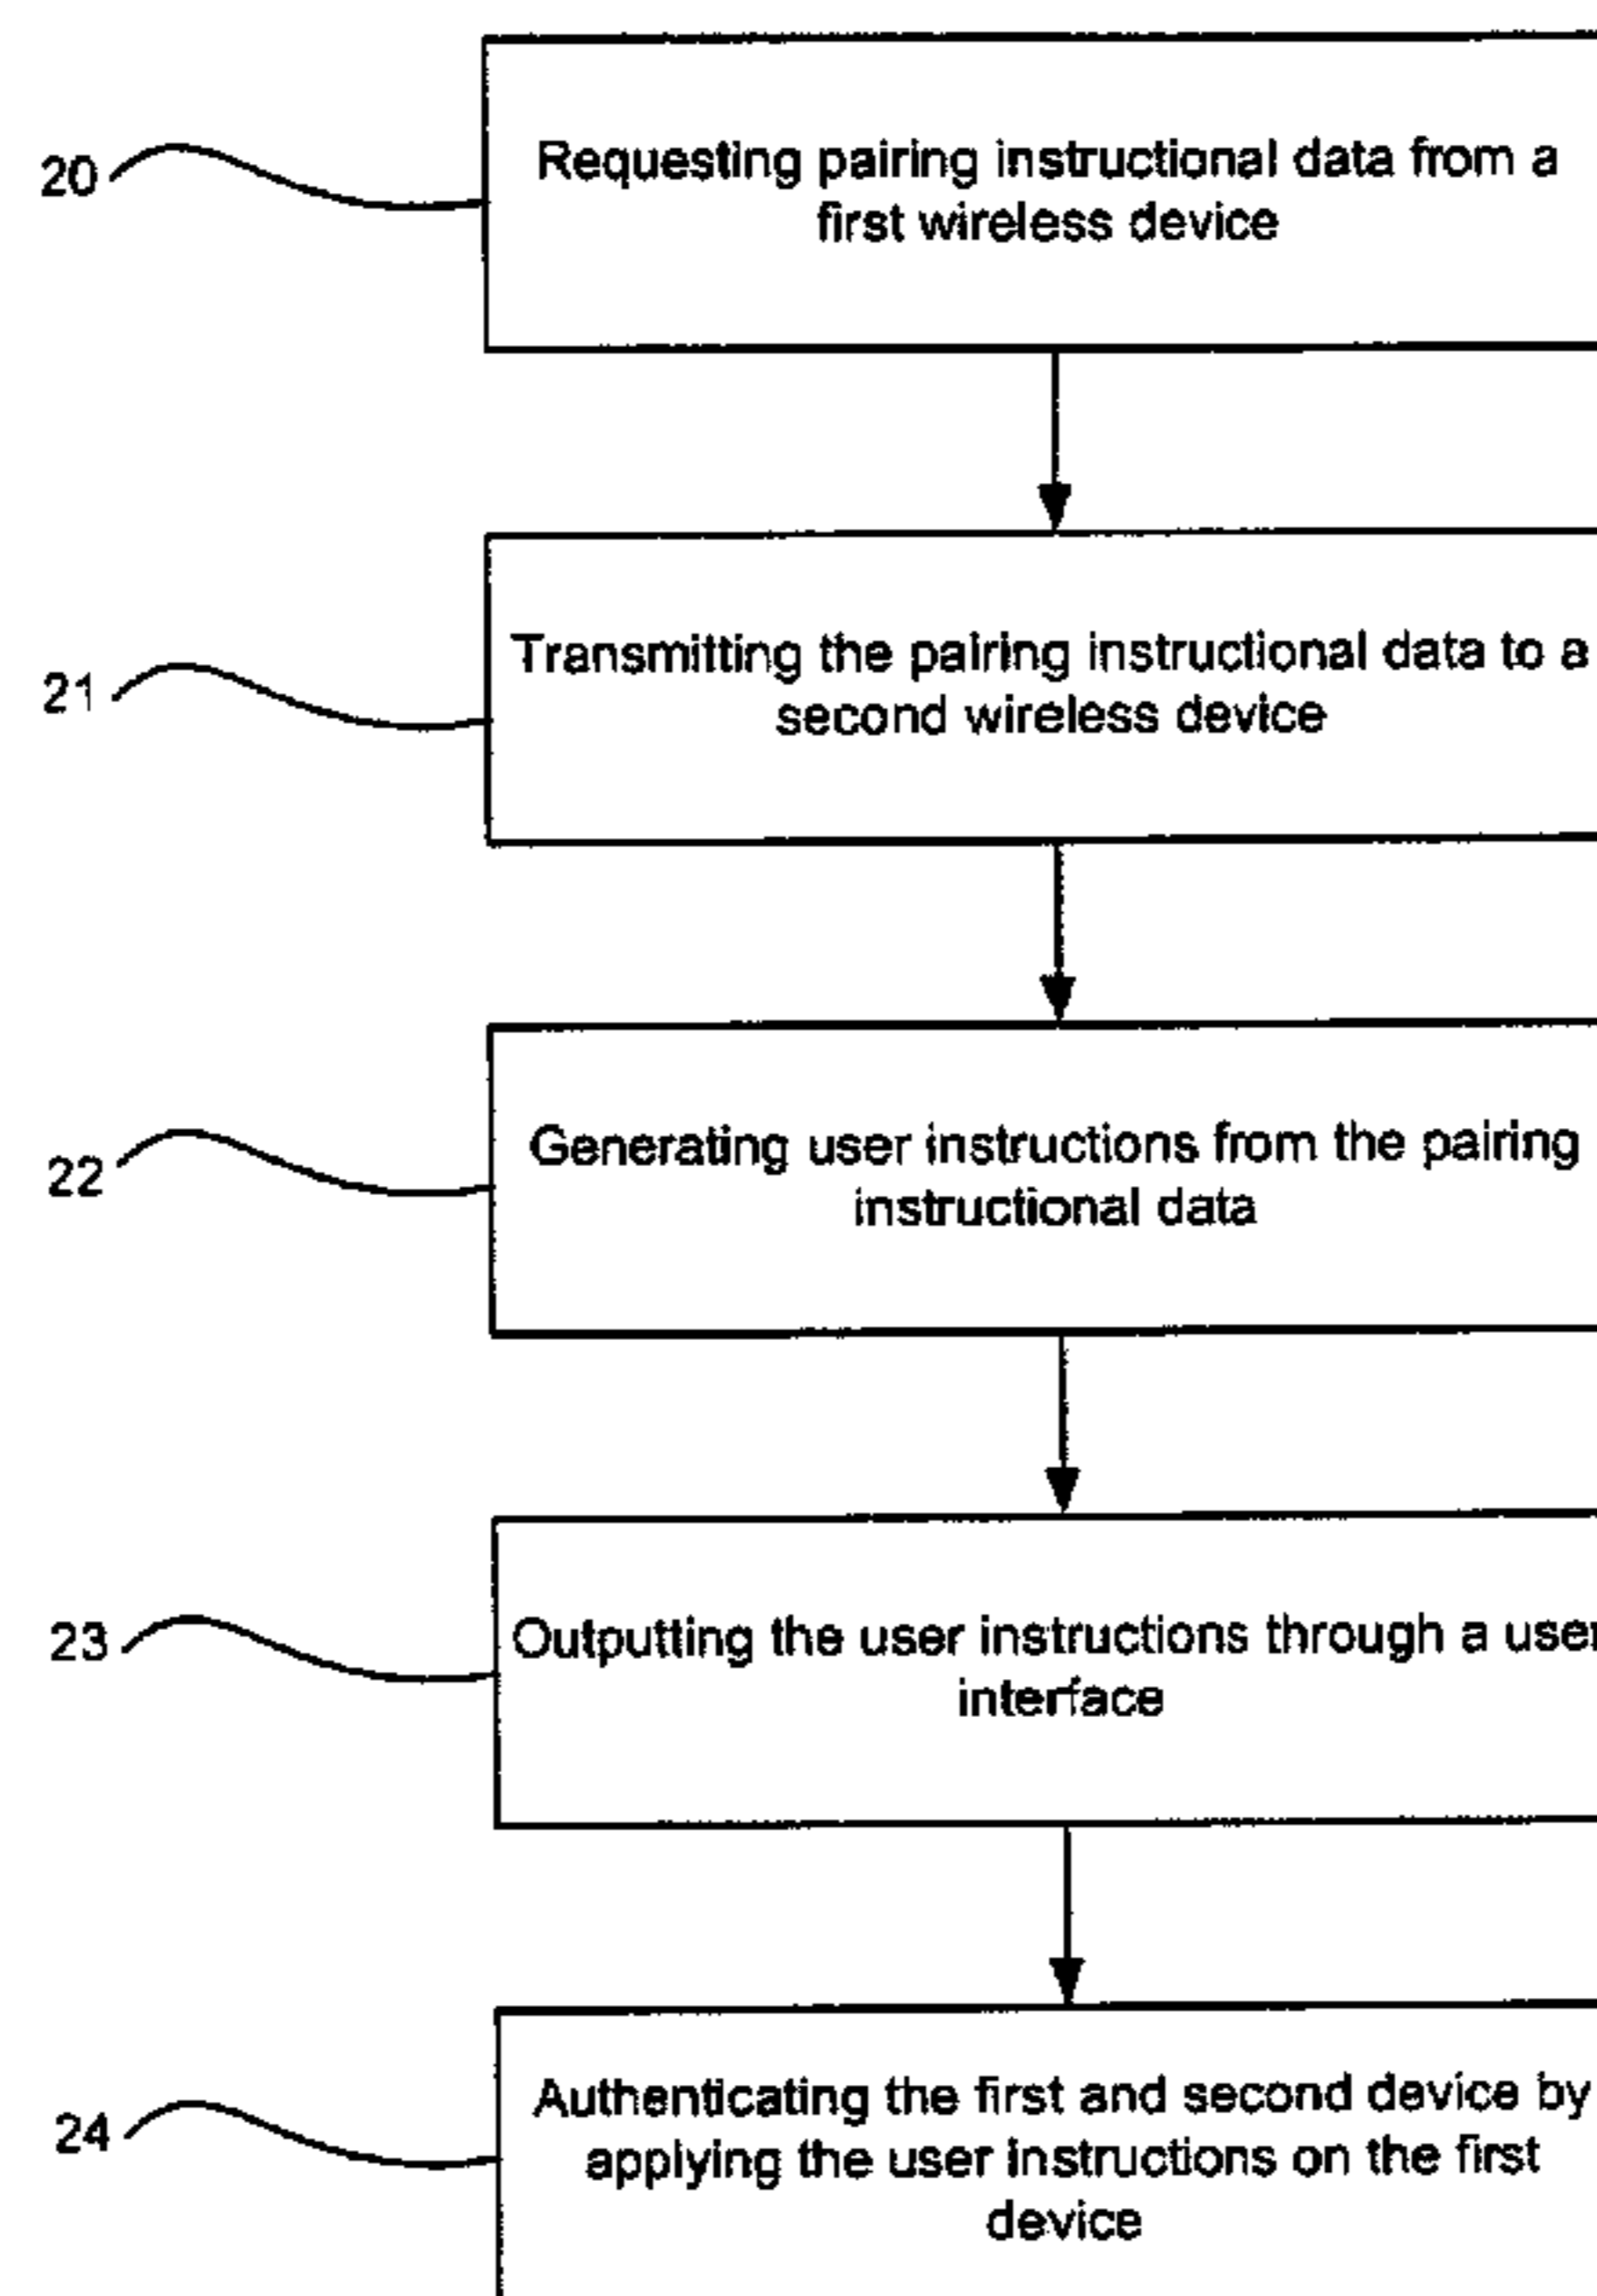 20
Requesting pairing instructional data from a
first wireless device
21
Transmitting the pairing instructional data to a
second wireless device
22
Generating user instructions from the pairing
instructional data
23
Outputting the user instructions through a user
interface
24
Authenticating the first and second device by
applying the user instructions on the first
device